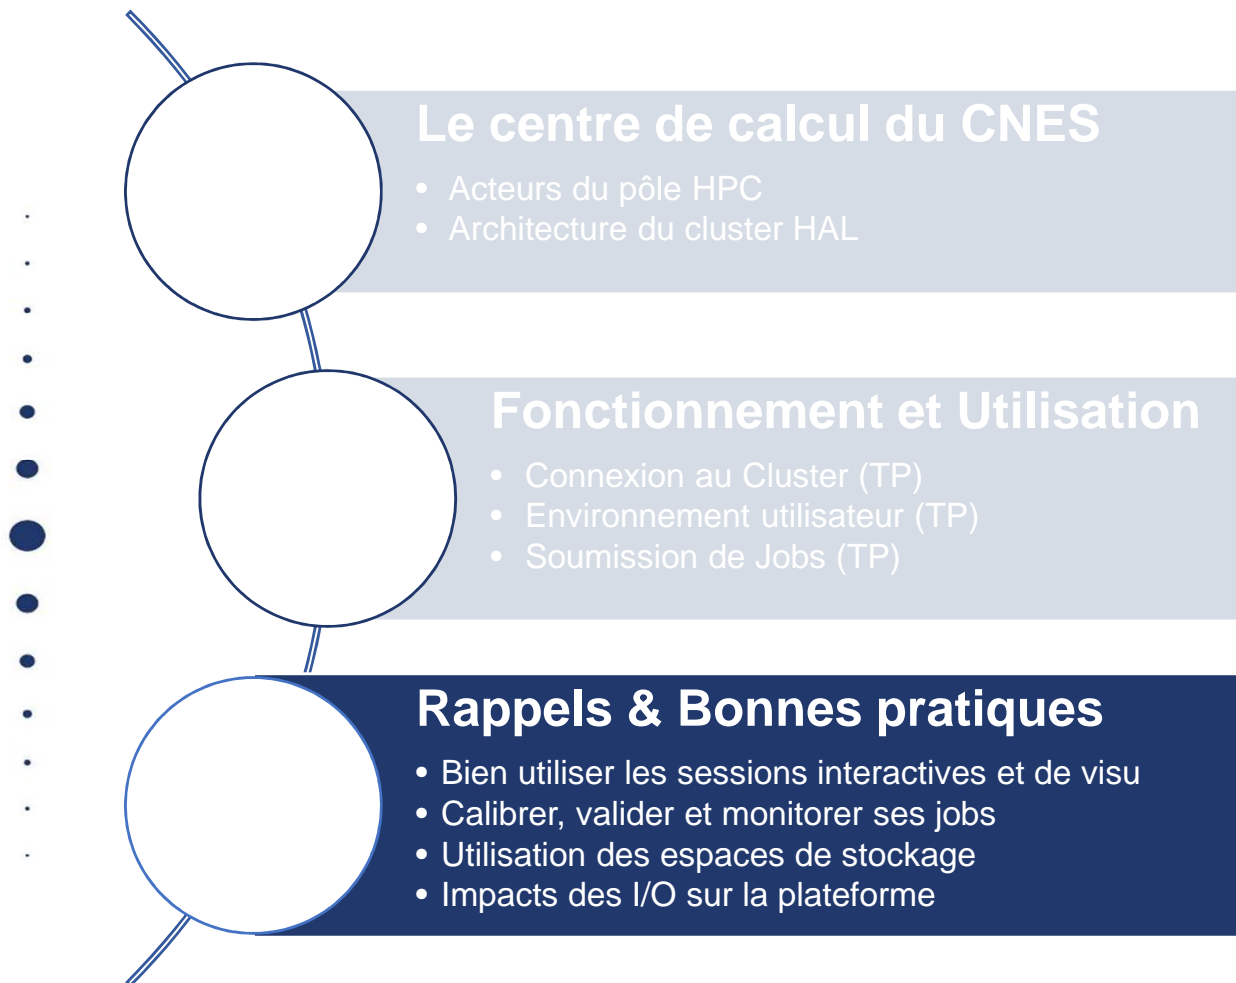 Le centre de calcul du CNES
• Acteurs du pôle HPC
• Architecture du cluster HAL
Fonctionnement et Utilisation
• Connexion au Cluster (TP)
• Environnement utilisateur (TP)
• Soumission de Jobs (TP)
Rappels & Bonnes pratiques
• Bien utiliser les sessions interactives et de visu
• Calibrer, valider et monitorer ses jobs
• Utilisation des espaces de stockage
• Impacts des I/O sur la plateforme